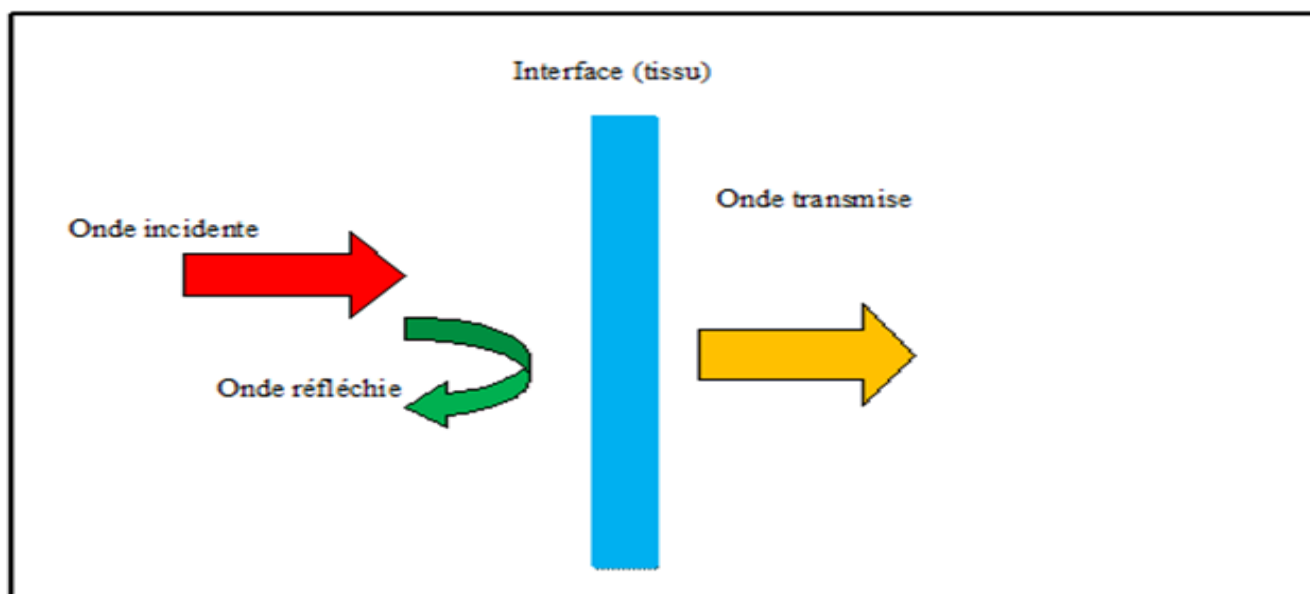 Interface (tissu)
Onde transmise
Onde incidente
Onde réfléchie